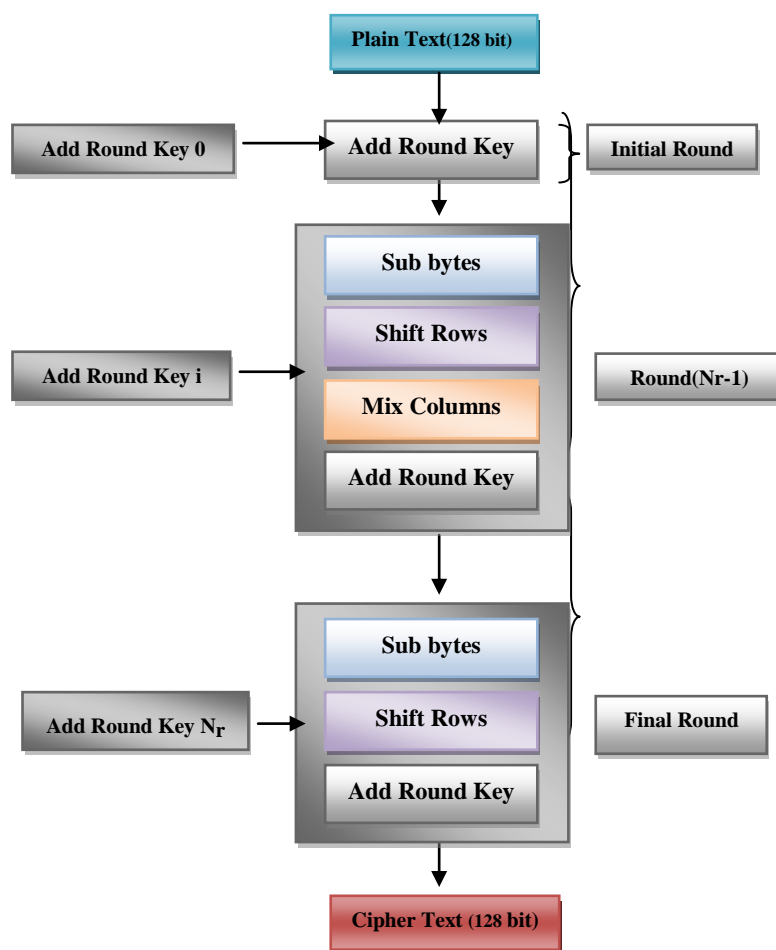 Plain Text(128 bit)
Add Round Key 0
Add Round Key
Initial Round
Sub bytes
Shift Rows
Add Round Key i
Mix Columns
Round(Nr-1)
Add Round Key
Sub bytes
Add Round Key Nr
Shift Rows
Final Round
Add Round Key
Cipher Text (128 bit)